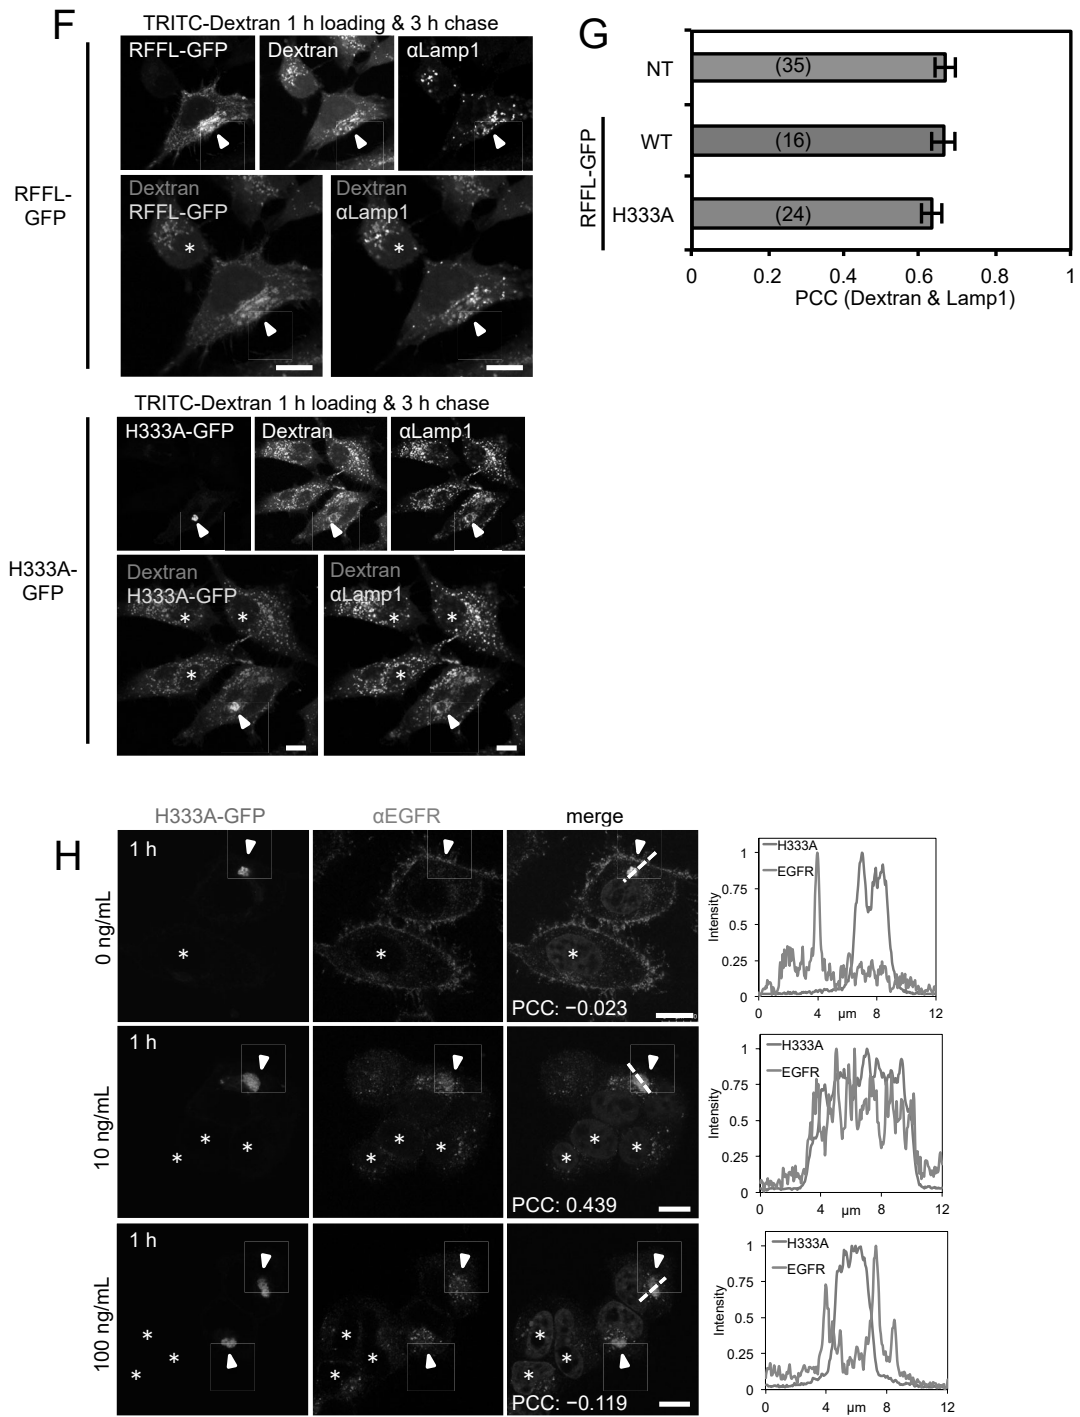 F
TRITC-Dextran 1 h loading & 3 h chase
RFFL-GFP
Dextran
αLamp1
Dextran
RFFL-GFP
Dextran
αLamp1
*
*
RFFL-
GFP
TRITC-Dextran 1 h loading & 3 h chase
H333A-GFP
Dextran
αLamp1
Dextran
H333A-GFP
Dextran
αLamp1
* * * *
* *
H333A-
GFP
G
NT
(35)
WT
(16)
H333A
(24)
RFFL-GFP
0 0.2 0.4 0.6 0.8 1
PCC (Dextran & Lamp1)
H
H333A-GFP
αEGFR
merge
0 ng/mL
1 h
* * *
PCC: −0.023
H333A
EGFR
Intensity
1
0.75
0.5
0.25
0
0 4 µm 8 12
10 ng/mL
1 h
* * *
* * *
* * *
PCC: 0.439
H333A
EGFR
Intensity
1
0.75
0.5
0.25
0
0 4 µm 8 12
100 ng/mL
1 h
* * *
* * *
* * *
PCC: −0.119
H333A
EGFR
Intensity
1
0.75
0.5
0.25
0
0 4 µm 8 12